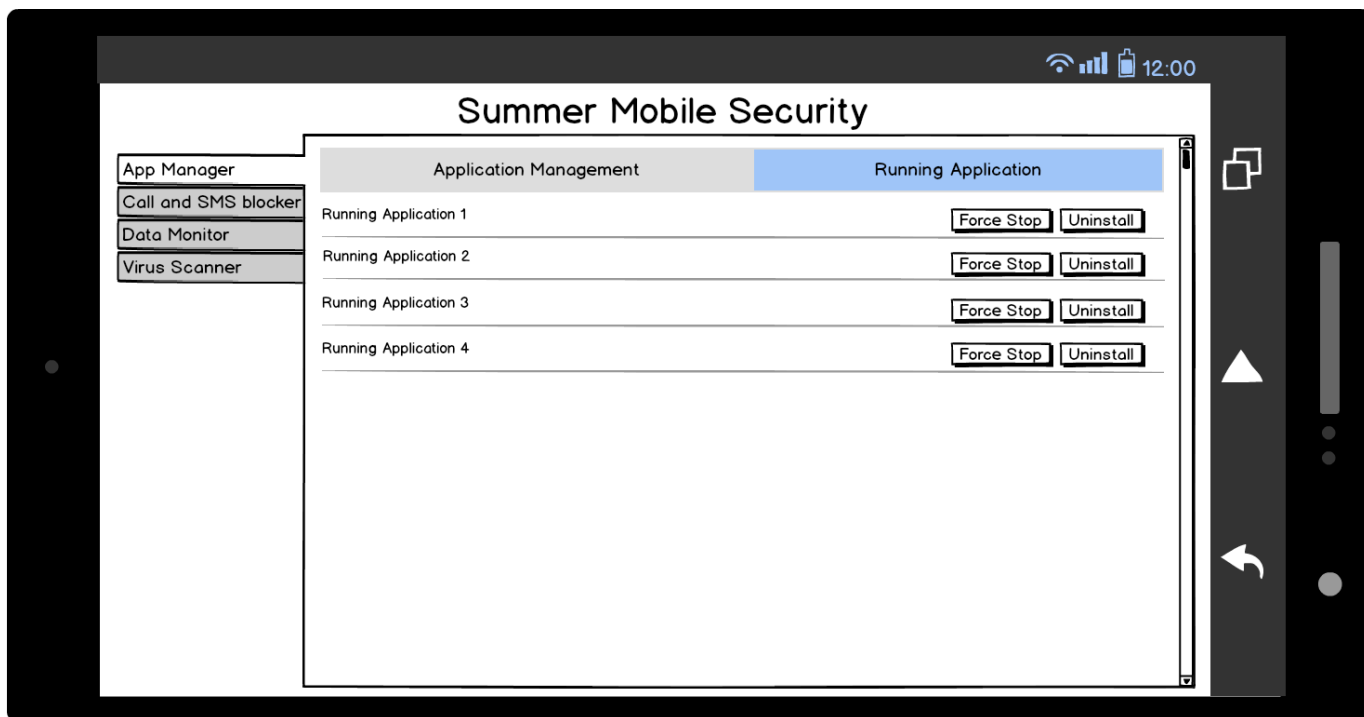 12:00
Summer Mobile Security
App Manager
Call and SMS blocker
Data Monitor
Virus Scanner
Application Management Running Application
Running Application 1 Force Stop Uninstall
Running Application 2 Force Stop Uninstall
Running Application 3 Force Stop Uninstall
Running Application 4 Force Stop Uninstall